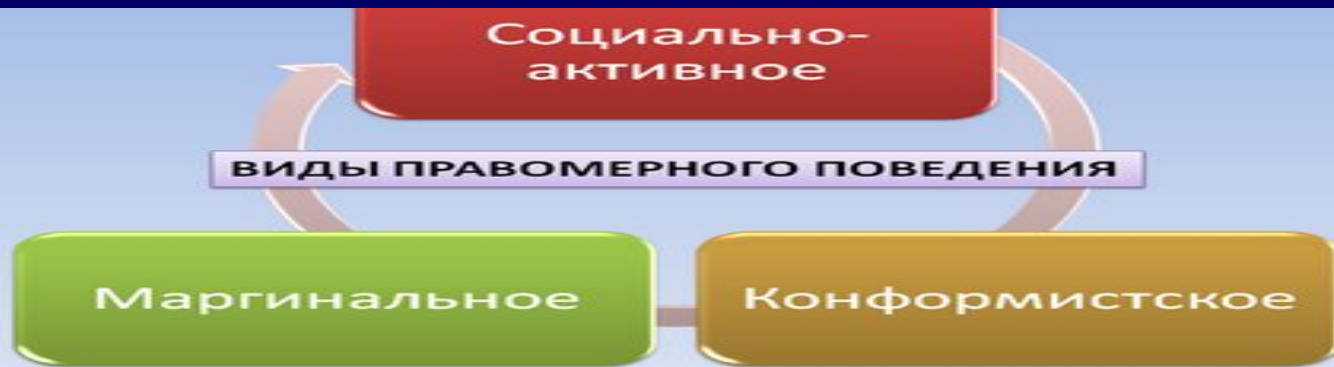 Социально-
активное
ВИДЫ ПРАВОМЕРНОГО ПОВЕДЕНИЯ
Маргинальное
Конформистское